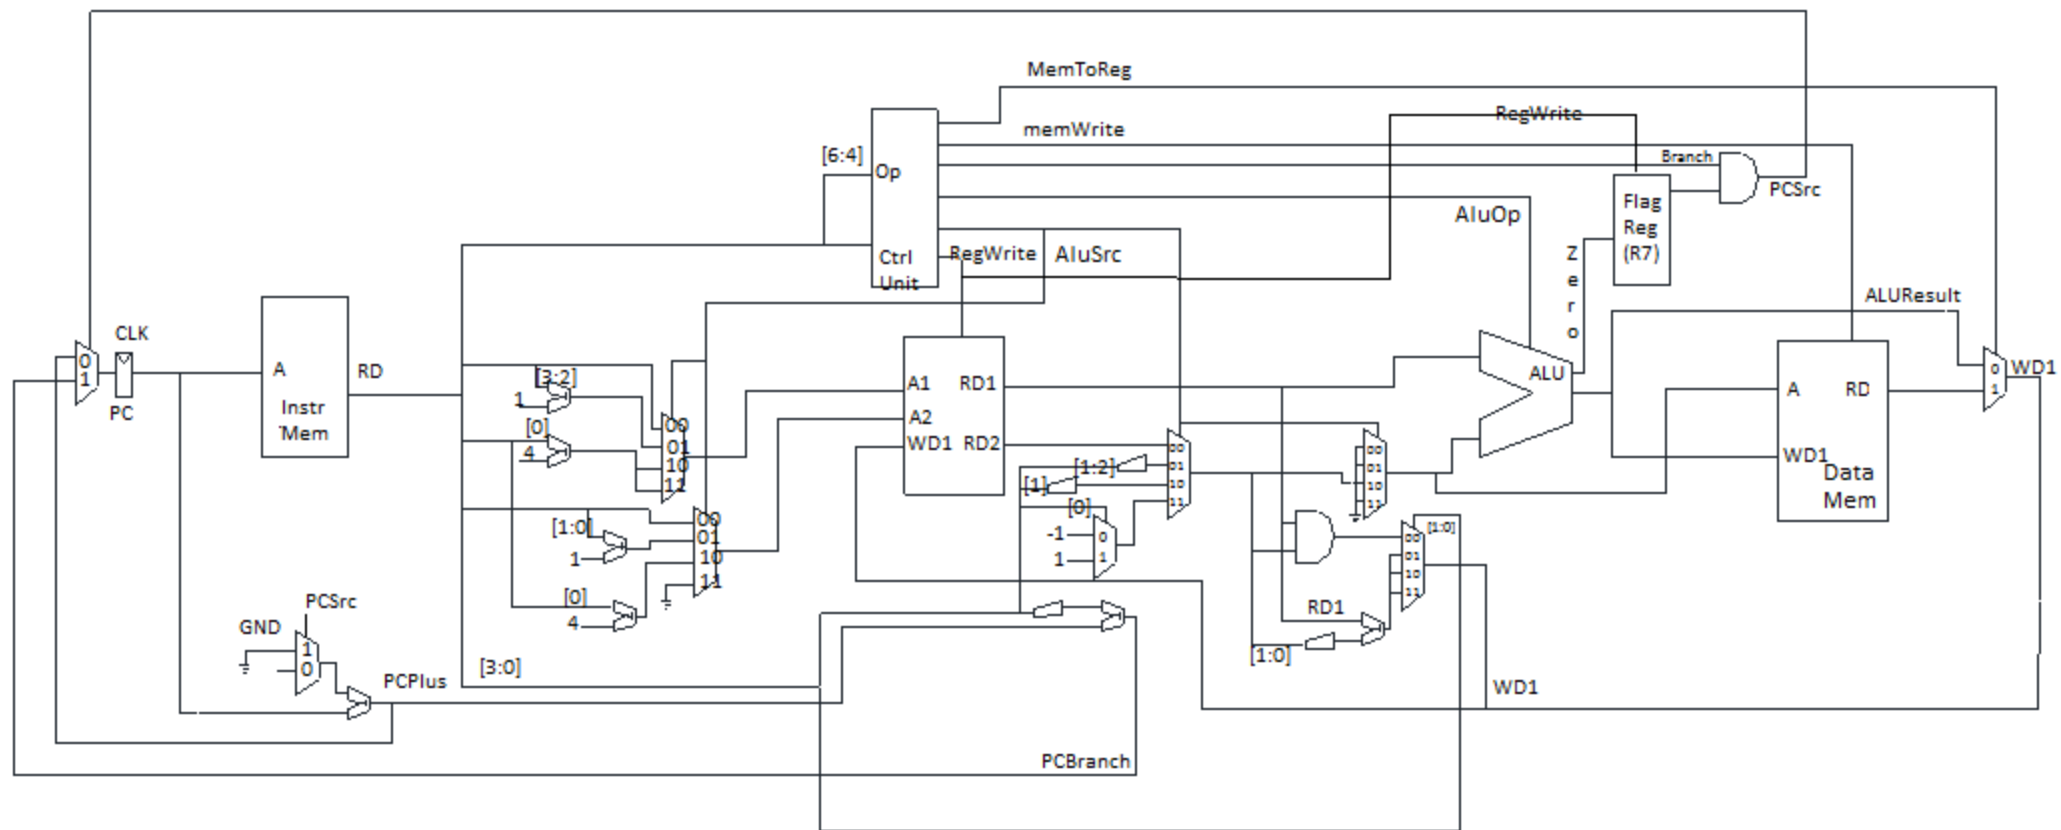 MemToReg
RegWrite
memWrite
[6:4]
Op
Branch
PCSrc
Flag
Reg
(R7)
AluOp
Ctrl
Unit
RegWrite
AluSrc
Zero
ALUResult
CLK
0
1
PC
A
RD
Instr
Mem
[3:2]
1
[0]
4
00
01
10
11
A1
RD1
A2
WD1
RD2
ALU
A
RD
WD1
Data
Mem
0
1
WD1
[1:2]
[1]
[0]
-1
1
0
1
00
01
10
11
00
01
10
11
[1:0]
1
00
01
10
11
[0]
4
[1:0]
00
01
10
11
RD1
[1:0]
PCSrc
GND
1
0
PCPlus
[3:0]
WD1
PCBranch